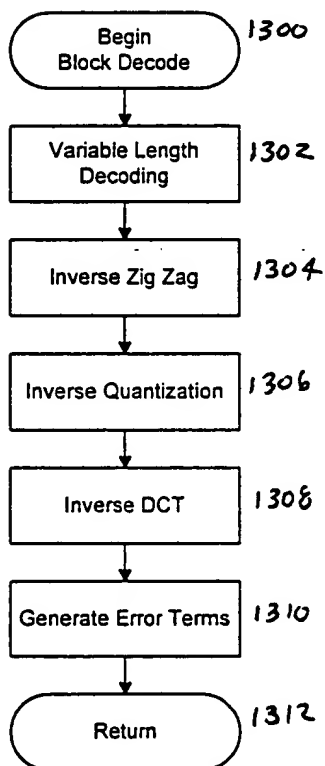 Begin 1300
Block Decode
Variable Length 1302
Decoding
Inverse Zig Zag 1304
Inverse Quantization 1306
Inverse DCT 1308
Generate Error Terms 1310
Return 1312